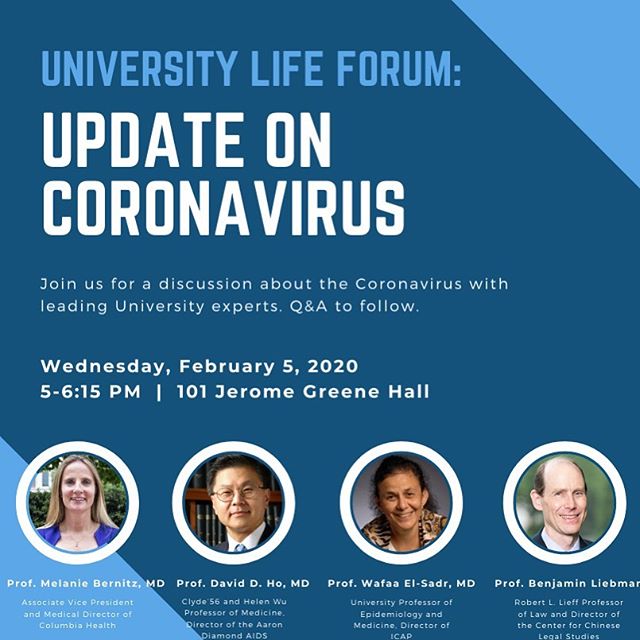 UNIVERSITY LIFE FORUM:
UPDATE ON
CORONAVIRUS
Join us for a discussion about the Coronavirus with
leading University experts. Q&A to follow.
Wednesday, February 5, 2020
5-6:15 PM | 101 Jerome Greene Hall
Prof. Melanie Bernitz, MD
Associate Vice President
and Medical Director of
Columbia Health
Prof. David D. Ho, MD
Clyde'56 and Helen Wu
Professor of Medicine,
Director of the Aaron
Diamond AIDS
Prof. Wafaa El-Sadr, MD
University Professor of
Epidemiology and
Medicine, Director of
ICAP
Prof. Benjamin Liebman
Robert L. Lieff Professor
of Law and Director of
the Center for Chinese
Legal Studies